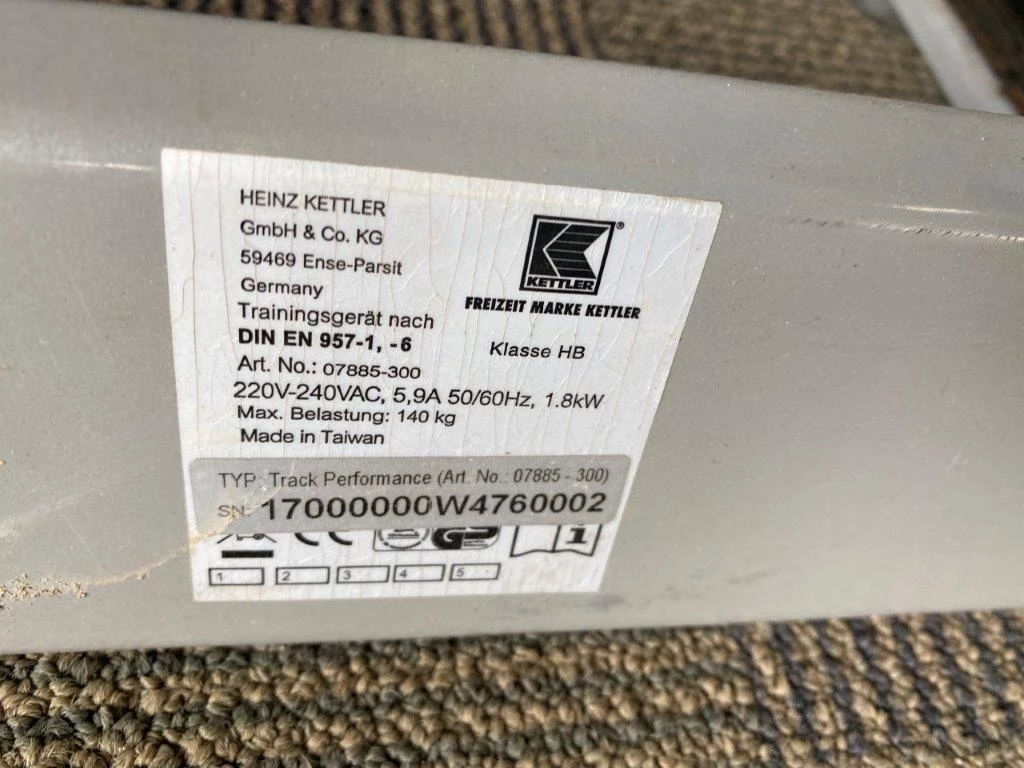 HEINZ KETTLER
GmbH & Co. KG
59469 Ense-Parsit
Germany
Trainingsgerät nach
DIN EN 957-1, -6
Art. No.: 07885-300
220V-240VAC, 5,9A 50/60Hz, 1.8kW
Max. Belastung: 140 kg
Made in Taiwan
KETTLER®
FREIZEIT MARKE KETTLER
Klasse HB
TYP: Track Performance (Art. No.: 07885 - 300)
SN: 17000000W4760002
1 2 3 4 5